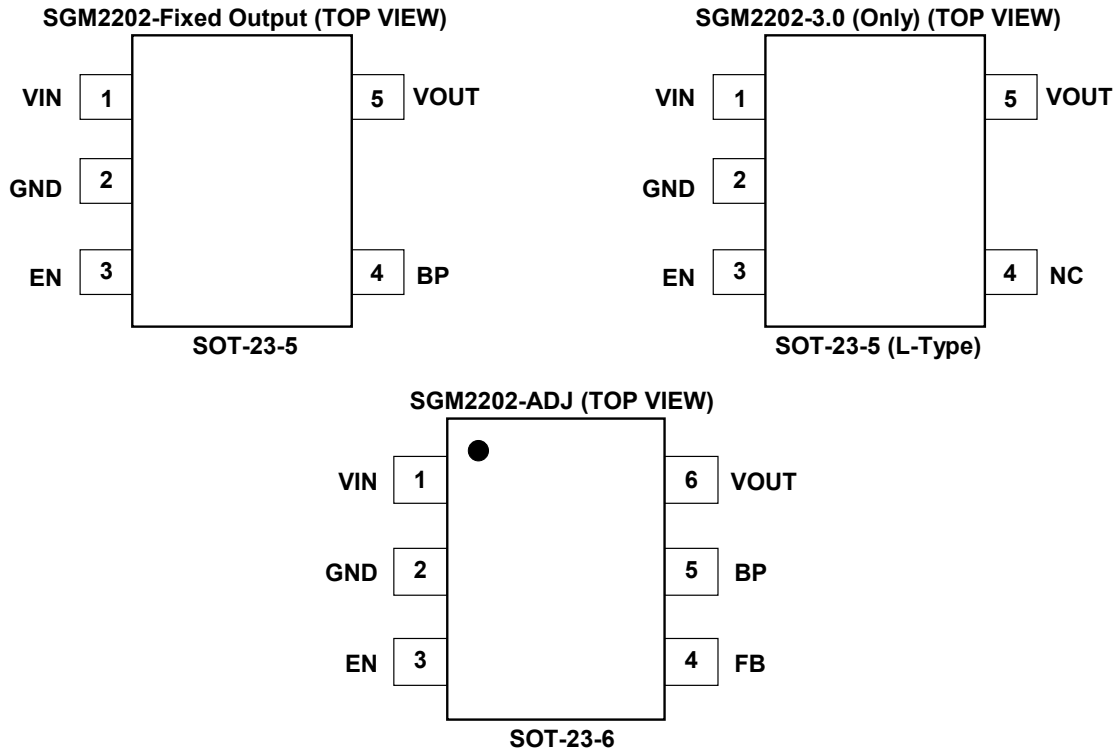 SGM2202-Fixed Output (TOP VIEW)
VIN 1 5 VOUT
GND 2
EN 3 4 BP
SOT-23-5
SGM2202-3.0 (Only) (TOP VIEW)
VIN 1 5 VOUT
GND 2
EN 3 4 NC
SOT-23-5 (L-Type)
SGM2202-ADJ (TOP VIEW)
VIN 1 6 VOUT
GND 2 5 BP
EN 3 4 FB
SOT-23-6